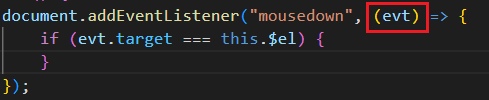 document.addEventListener("mousedown", (evt) => {
    if (evt.target === this.$el) {
    }
});